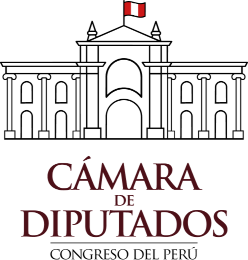 CÁMARA
DE
DIPUTADOS
CONGRESO DEL PERÚ